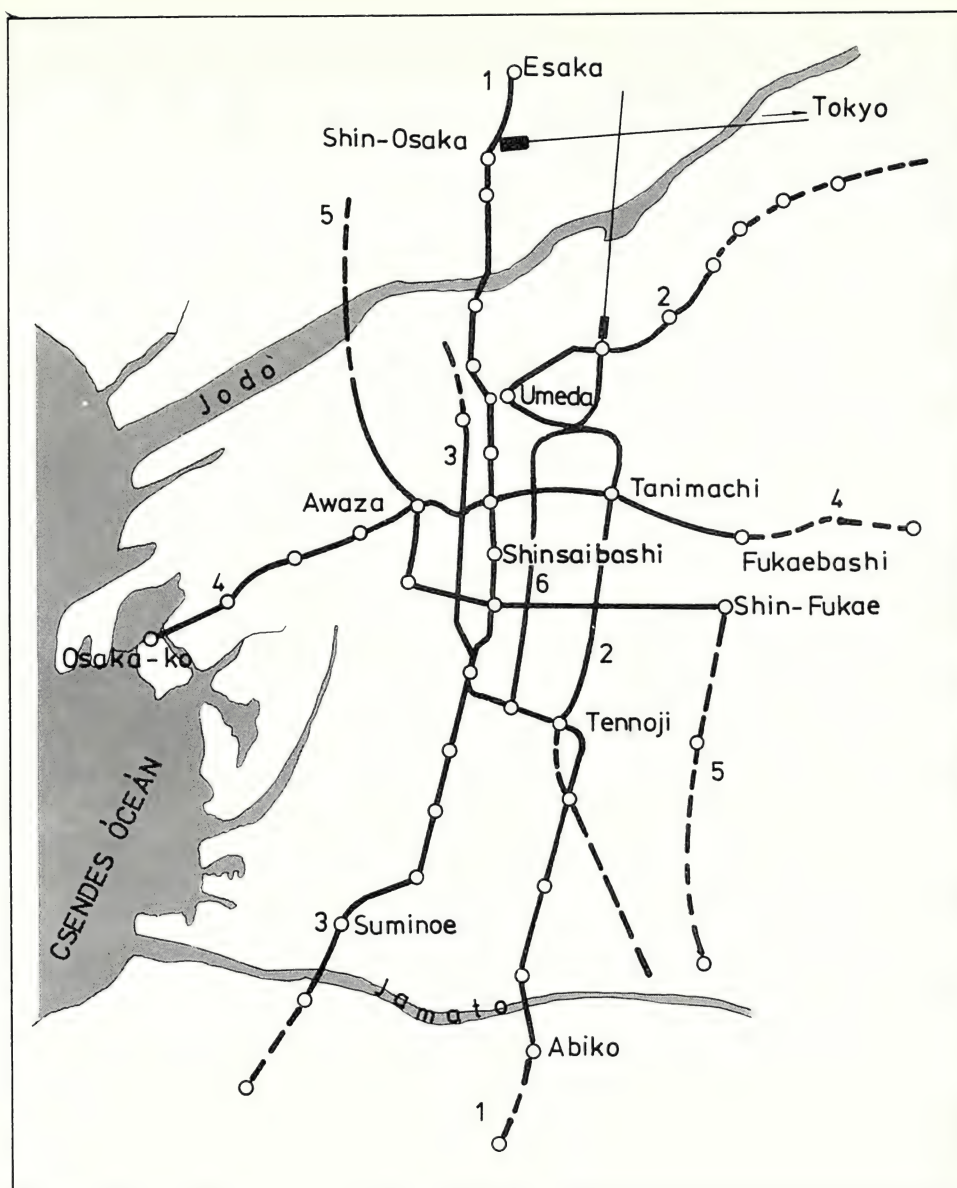 1
Esaka
Tokyo
Shin-Osaka
5
2
Jodò
Umeda
3
Tanimachi
4
Awaza
Shinsaibashi
Fukaebashi
6
4
Shin-Fukae
Osaka-ko
2
Tennoji
5
CSENDES ÓCEÁN
3
Suminoe
Jamato
Abiko
1